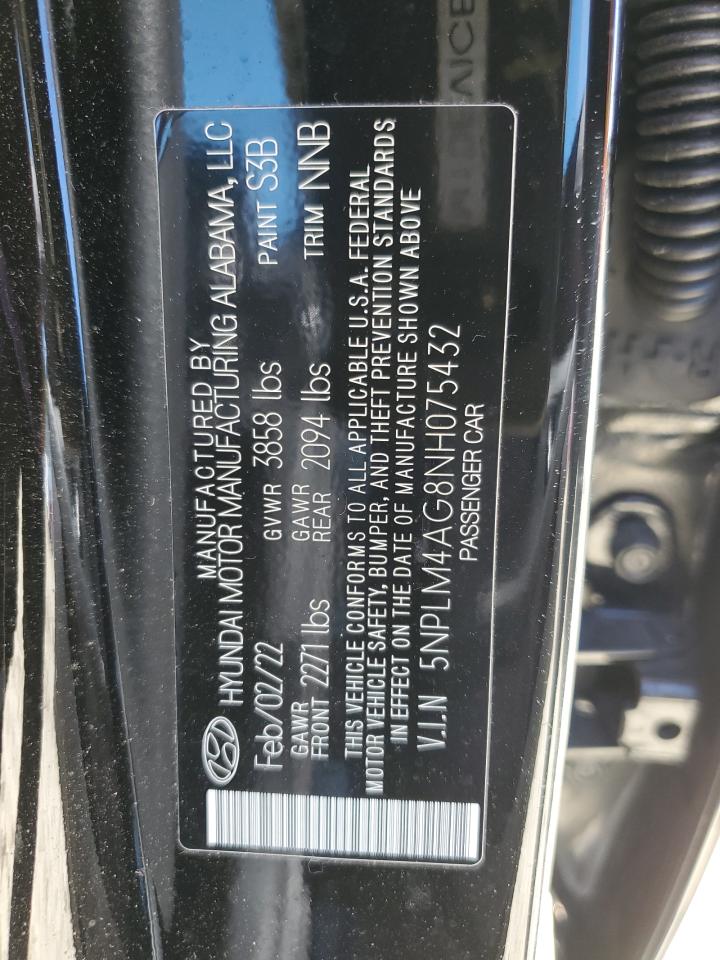 MANUFACTURED BY
HYUNDAI MOTOR MANUFACTURING ALABAMA, LLC
Feb/02/22 GVWR 3858 lbs PAINT S3B
GAWR FRONT 2271 lbs GAWR REAR 2094 lbs TRIM NNB
THIS VEHICLE CONFORMS TO ALL APPLICABLE U.S.A. FEDERAL
MOTOR VEHICLE SAFETY, BUMPER, AND THEFT PREVENTION STANDARDS
IN EFFECT ON THE DATE OF MANUFACTURE SHOWN ABOVE
V.I.N 5NPLM4AG8NH075432
PASSENGER CAR